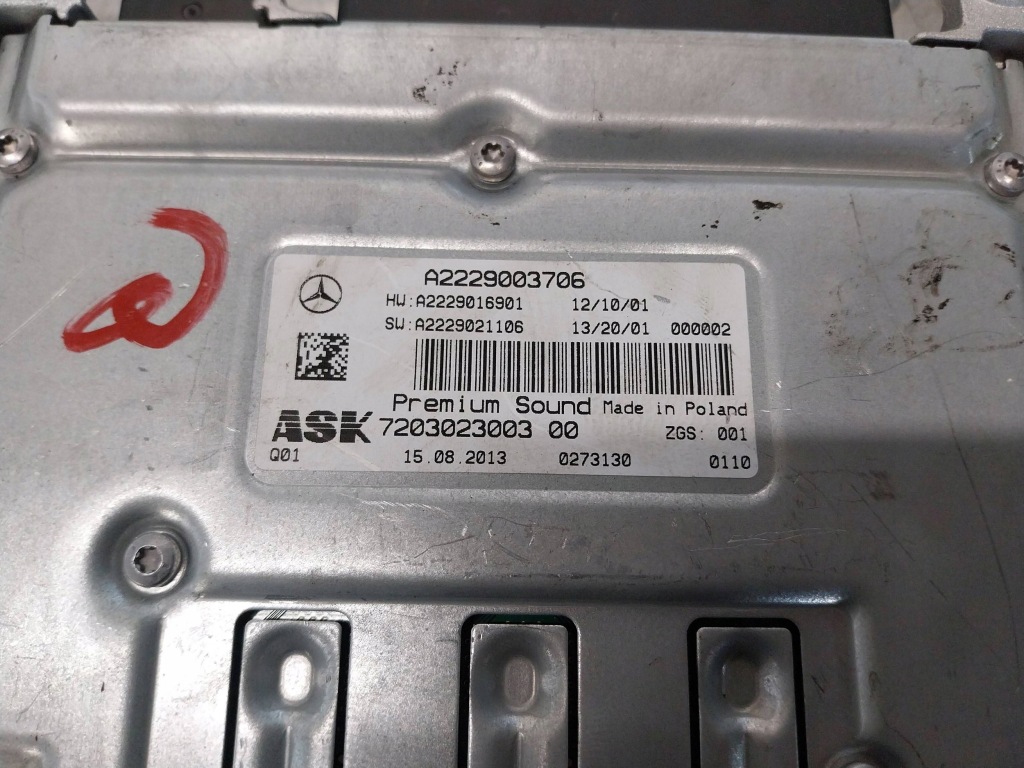 A2229003706
HW:A2229016901 12/10/01
SW:A2229021106 13/20/01 000002
Premium Sound Made in Poland
ASK 7203023003 00 ZGS: 001
Q01 15.08.2013 0273130 0110